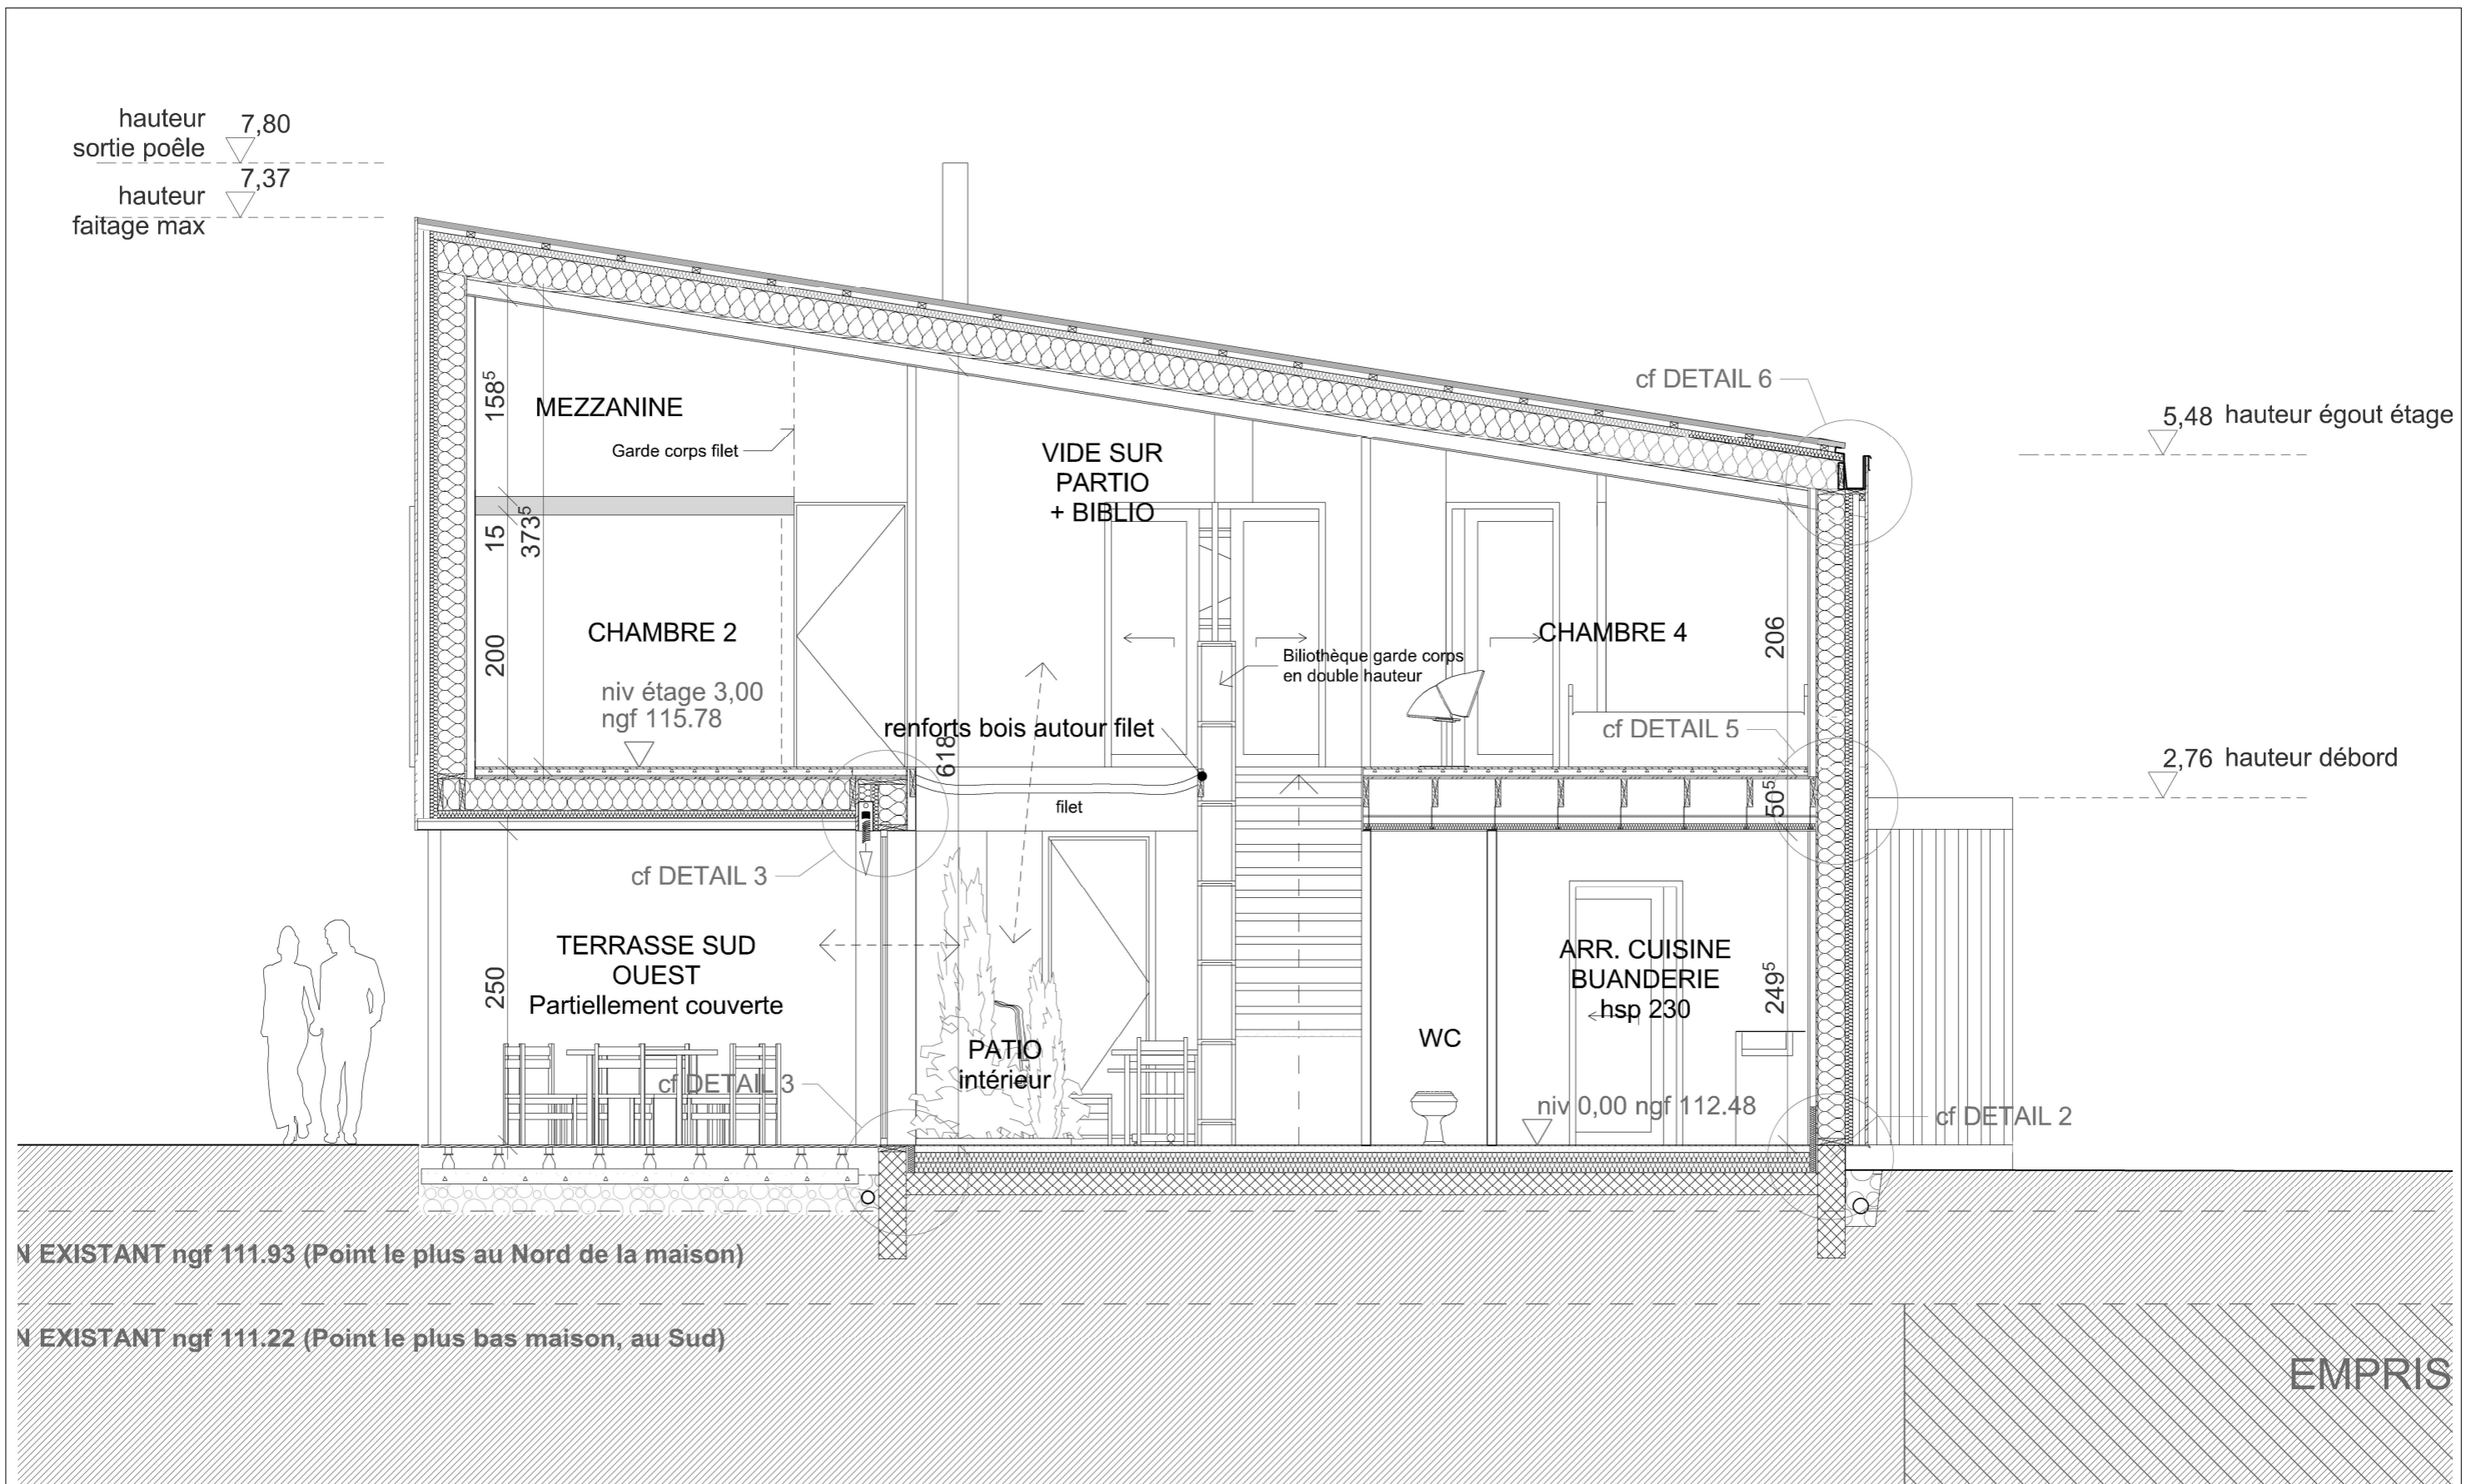 hauteur 7,80
sortie poêle
7,37
hauteur
faitage max
cf DETAIL 6
5,48 hauteur égout étage
158⁵
MEZZANINE
Garde corps filet
VIDE SUR
PARTIO
+ BIBLIO
15
373⁵
CHAMBRE 2
200
niv étage 3,00
ngf 115.78
CHAMBRE 4
206
Biliothèque garde corps
en double hauteur
renforts bois autour filet
618
cf DETAIL 5
2,76 hauteur débord
filet
50⁵
cf DETAIL 3
TERRASSE SUD
OUEST
Partiellement couverte
250
ARR. CUISINE
BUANDERIE
hsp 230
249⁵
WC
PATIO
intérieur
cf DETAIL 3
niv 0,00 ngf 112.48
cf DETAIL 2
N EXISTANT ngf 111.93 (Point le plus au Nord de la maison)
N EXISTANT ngf 111.22 (Point le plus bas maison, au Sud)
EMPRIS